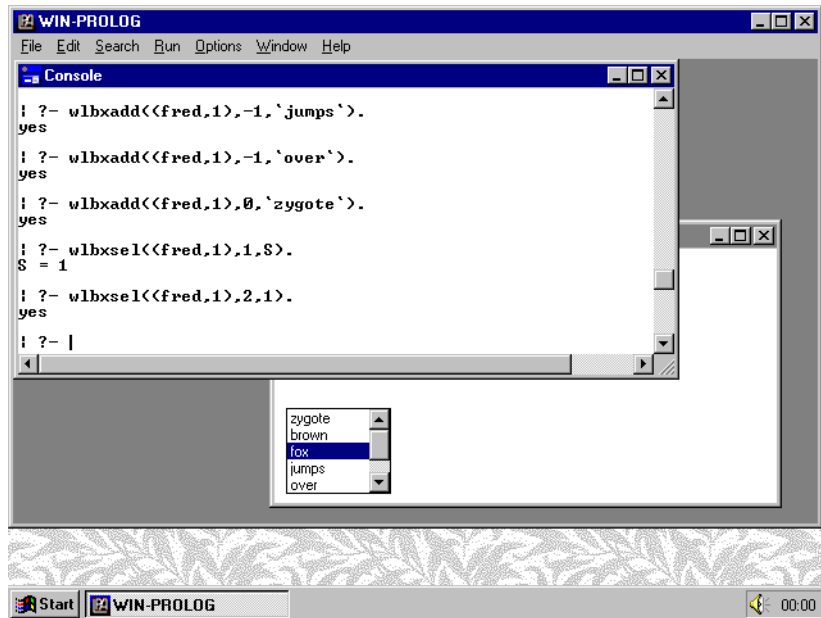 WIN-PROLOG
File Edit Search Run Options Window Help
Console
| ?- wlbxadd((fred,1),-1,`jumps`).
yes
| ?- wlbxadd((fred,1),-1,`over`).
yes
| ?- wlbxadd((fred,1),0,`zygote`).
yes
| ?- wlbxsel((fred,1),1,S).
S = 1
| ?- wlbxsel((fred,1),2,1).
yes
| ?- |
zygote
brown
fox
jumps
over
Start WIN-PROLOG 00:00